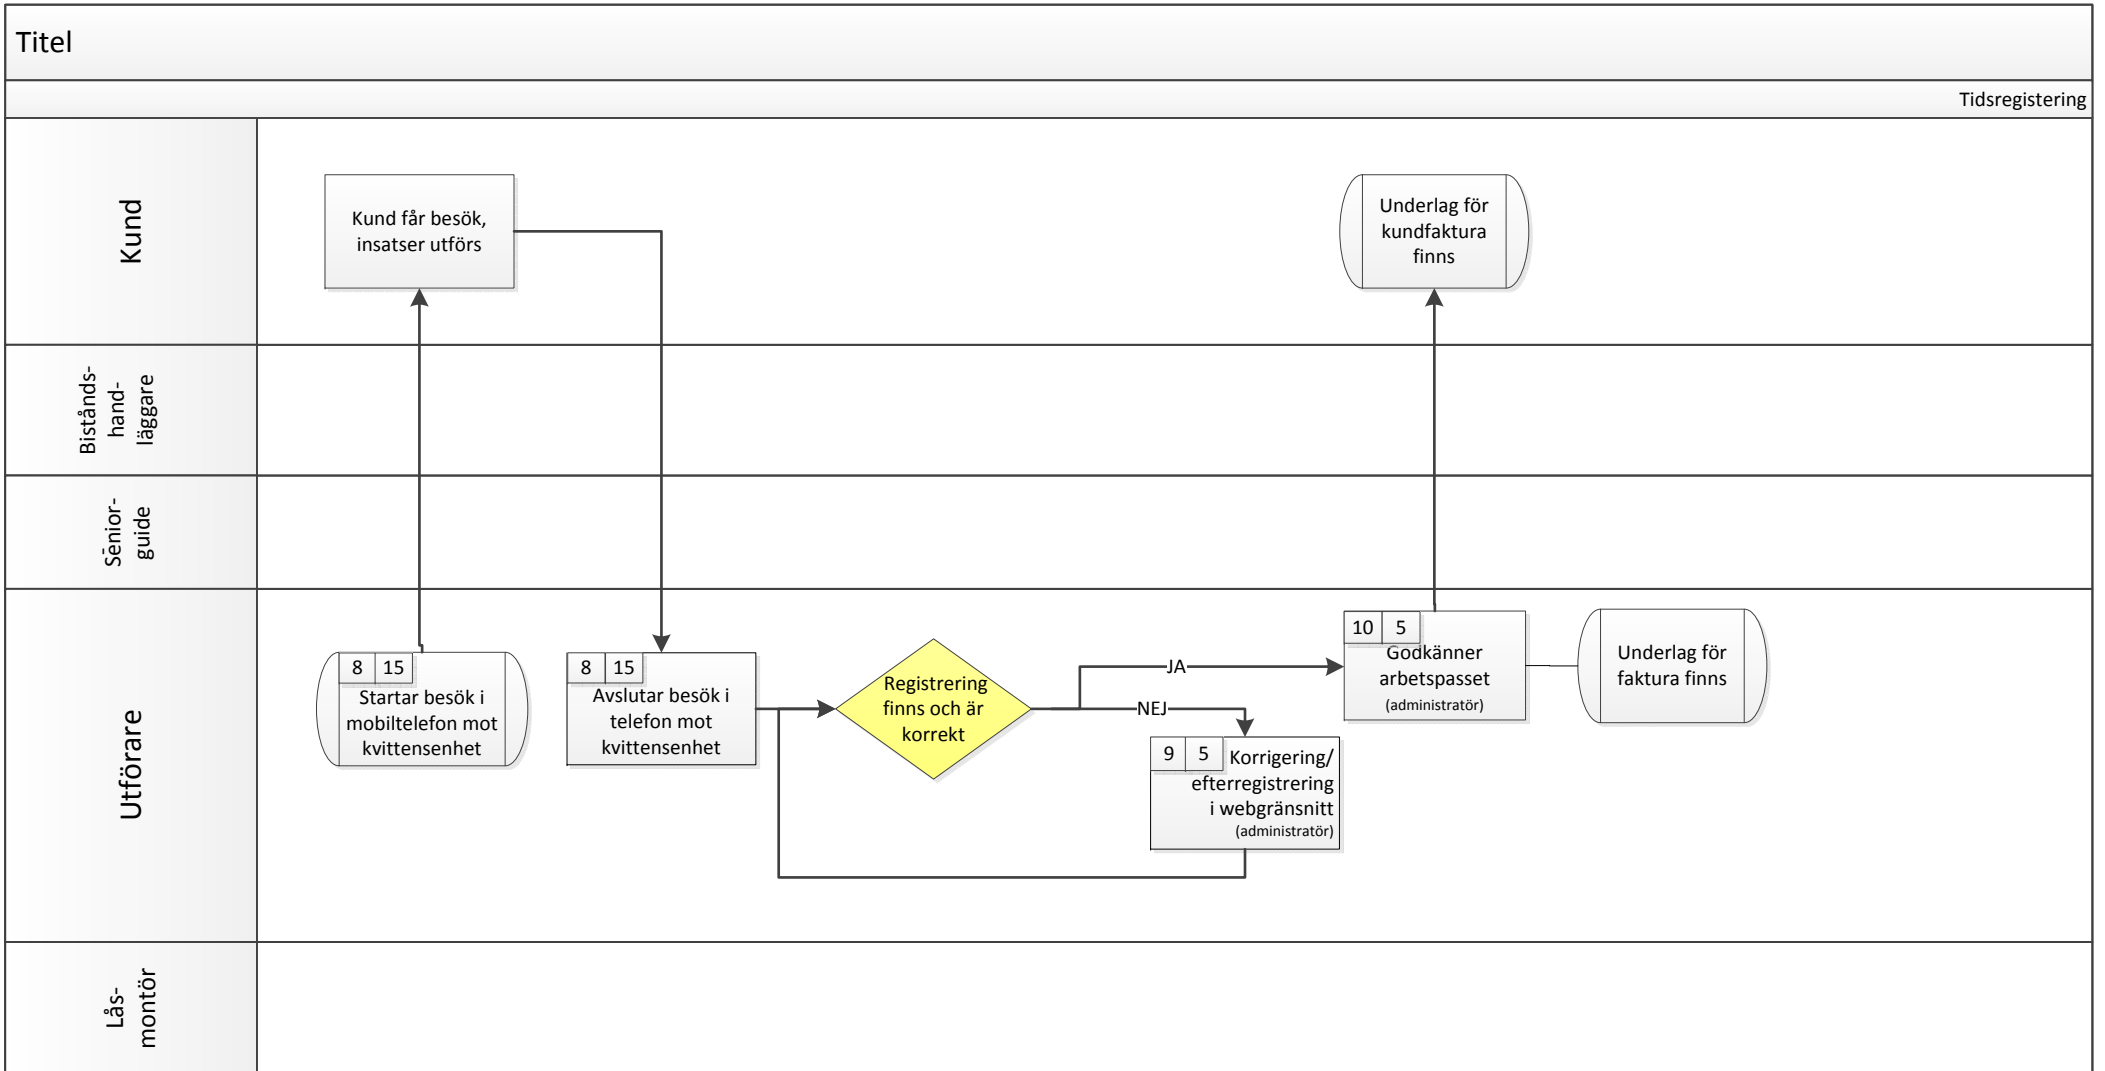 Titel
Tidsregistering
Kund
Kund får besök,
insatser utförs
Underlag för
kundfaktura
finns
Bistånds-
hand-
läggare
Senior-
guide
Utförare
8 15
Startar besök i
mobiltelefon mot
kvittensenhet
8 15
Avslutar besök i
telefon mot
kvittensenhet
Registrering
finns och är
korrekt
JA
NEJ
9 5 Korrigering/
efterregistrering
i webgränsnitt
(administratör)
10 5
Godkänner
arbetspasset
(administratör)
Underlag för
faktura finns
Lås-
montör